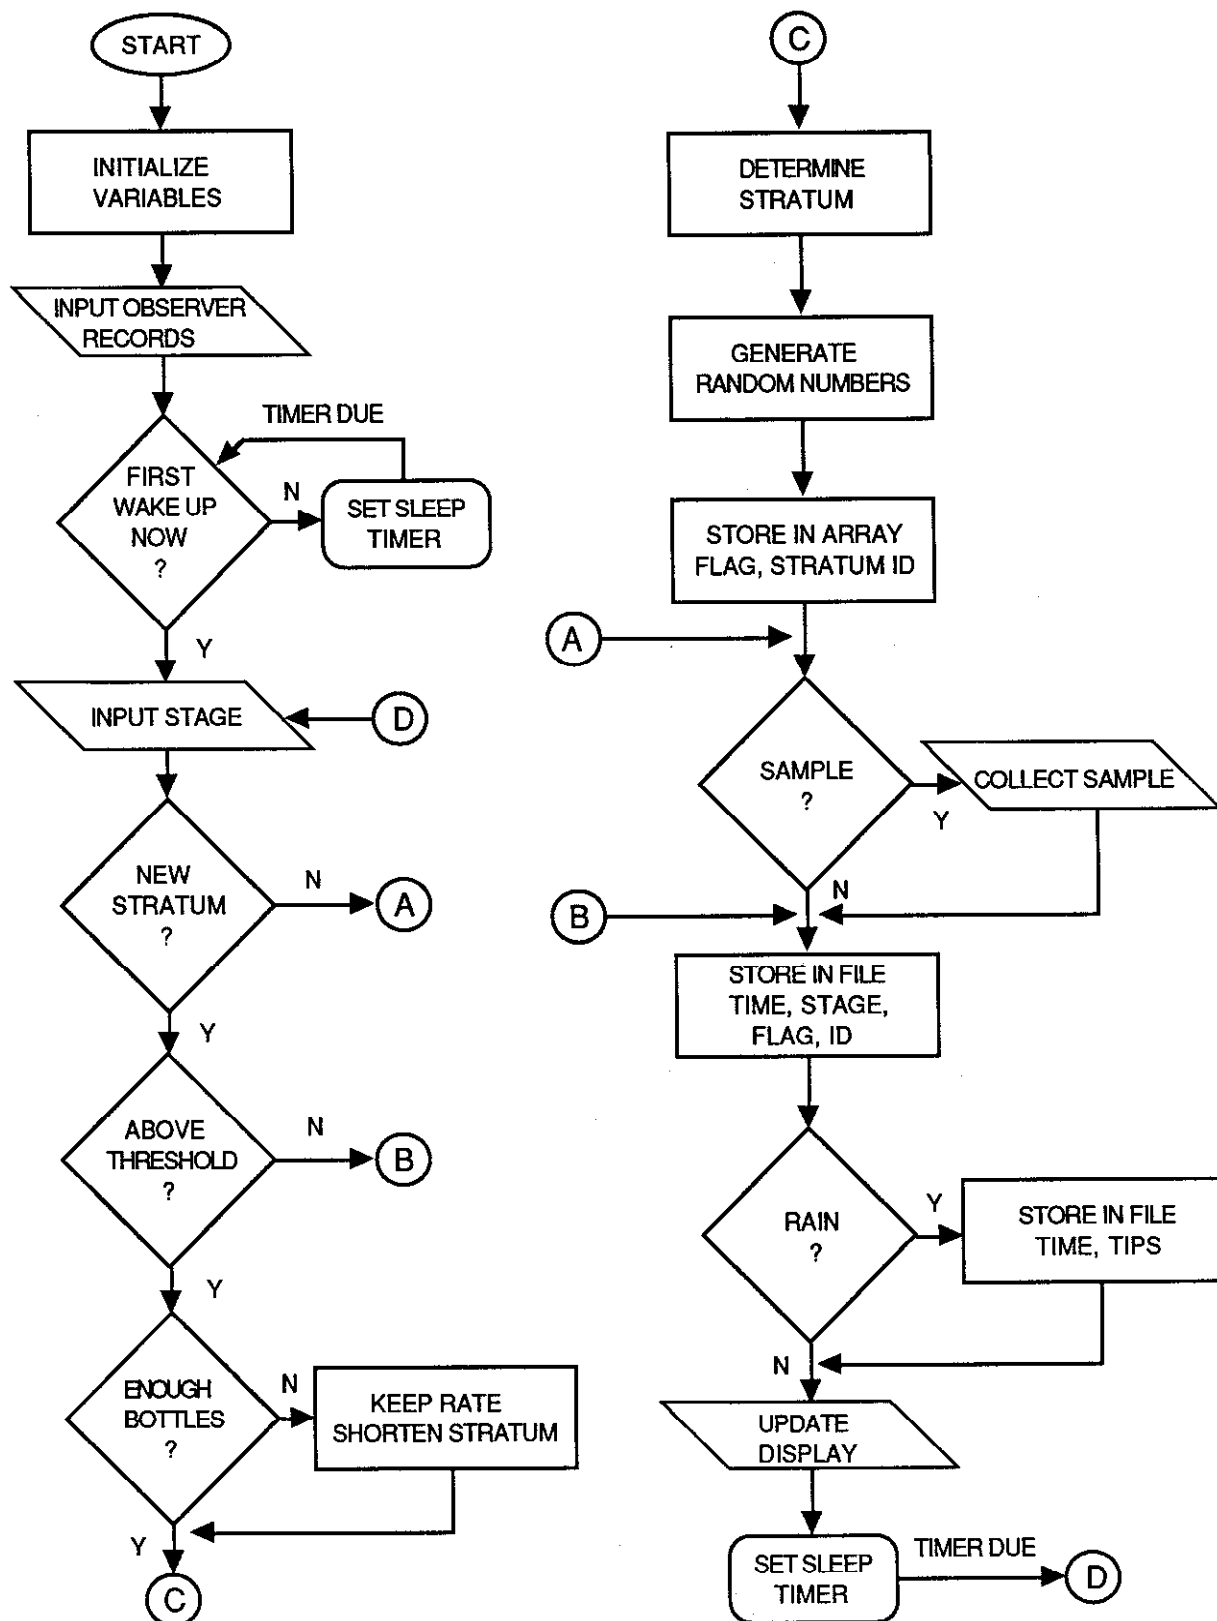 START
INITIALIZE
VARIABLES
INPUT OBSERVER
RECORDS
TIMER DUE
FIRST
WAKE UP
NOW
?
N
SET SLEEP
TIMER
Y
INPUT STAGE
D
NEW
STRATUM
?
N
A
Y
ABOVE
THRESHOLD
?
N
B
Y
ENOUGH
BOTTLES
?
N
KEEP RATE
SHORTEN STRATUM
Y
C
C
DETERMINE
STRATUM
GENERATE
RANDOM NUMBERS
STORE IN ARRAY
FLAG, STRATUM ID
A
SAMPLE
?
Y
COLLECT SAMPLE
N
B
STORE IN FILE
TIME, STAGE,
FLAG, ID
RAIN
?
Y
STORE IN FILE
TIME, TIPS
N
UPDATE
DISPLAY
SET SLEEP
TIMER
TIMER DUE
D